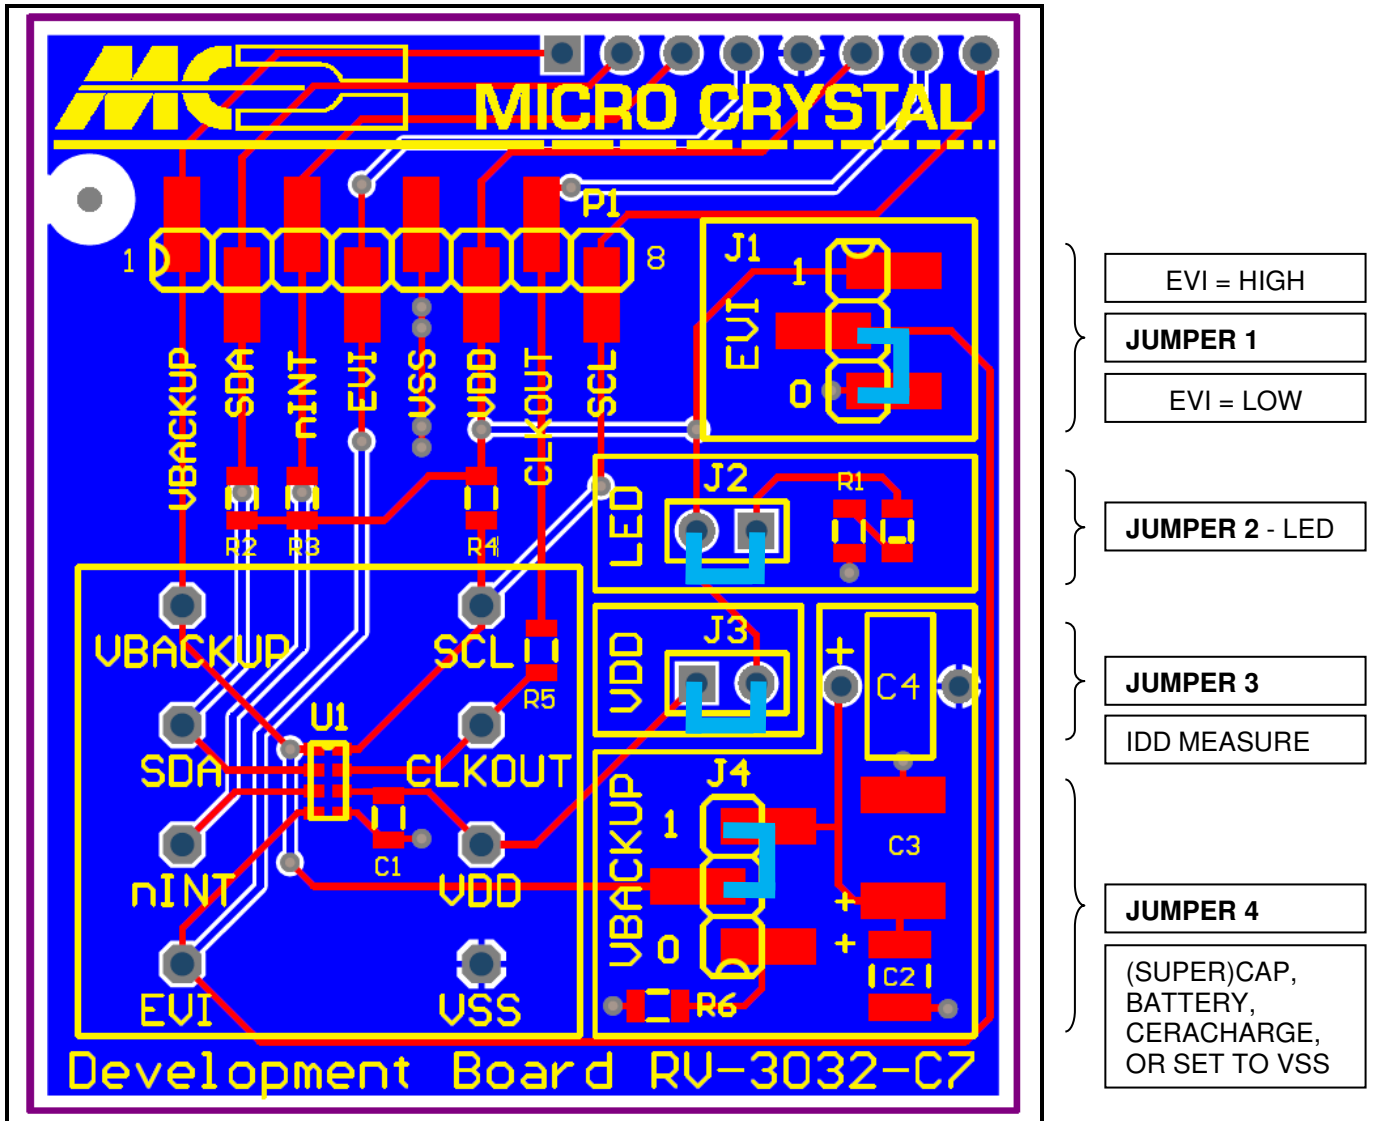 MC
MICRO CRYSTAL
P1
1
8
VBACKUP
SDA
nINT
EVI
VSS
VDD
CLKOUT
SCL
R2
R3
R4
J1
EVI
1
0
J2
LED
R1
J3
VDD
+
C4
J4
VBACKUP
1
0
C3
+
+
C2
R6
VBACKUP
SCL
R5
U1
SDA
CLKOUT
C1
nINT
VDD
EVI
VSS
Development Board RV-3032-C7
EVI = HIGH
JUMPER 1
EVI = LOW
JUMPER 2 - LED
JUMPER 3
IDD MEASURE
JUMPER 4
(SUPER)CAP,
BATTERY,
CERACHARGE,
OR SET TO VSS